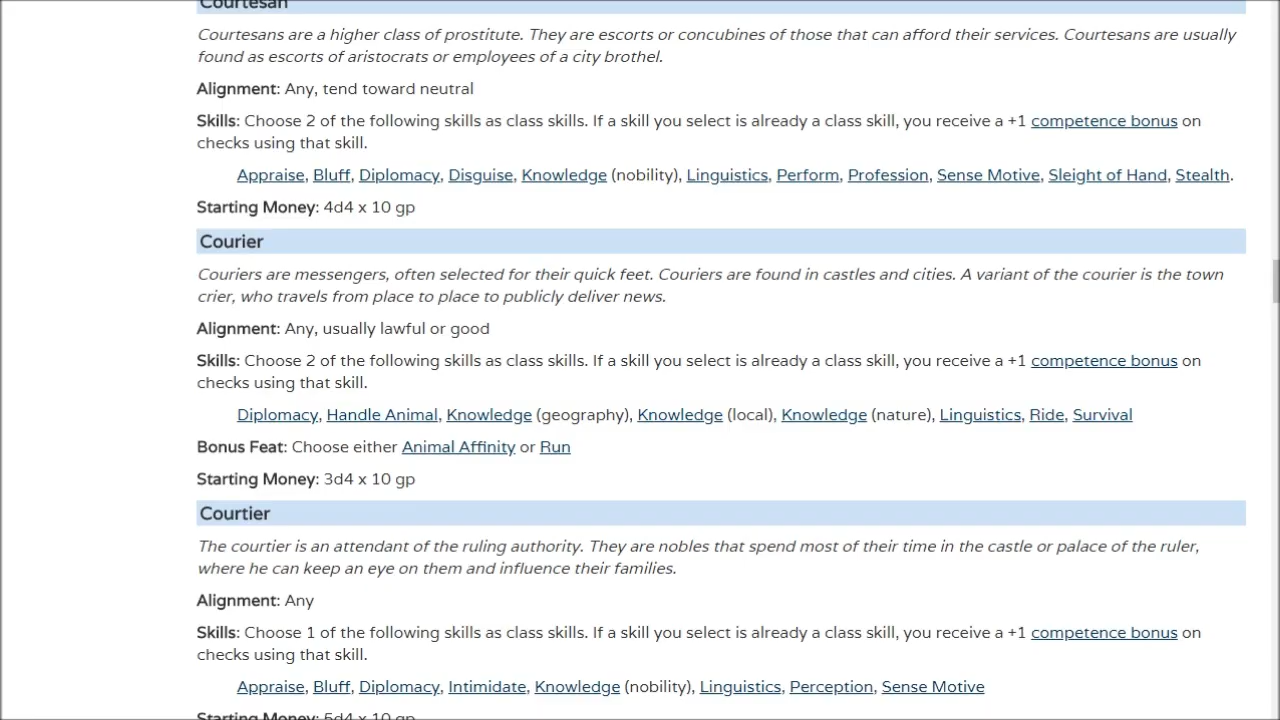 Courtesan
Courtesans are a higher class of prostitute. They are escorts or concubines of those that can afford their services. Courtesans are usually
found as escorts of aristocrats or employees of a city brothel.
Alignment: Any, tend toward neutral
Skills: Choose 2 of the following skills as class skills. If a skill you select is already a class skill, you receive a +1 competence bonus on
checks using that skill.
Appraise, Bluff, Diplomacy, Disguise, Knowledge (nobility), Linguistics, Perform, Profession, Sense Motive, Sleight of Hand, Stealth.
Starting Money: 4d4 x 10 gp
Courier
Couriers are messengers, often selected for their quick feet. Couriers are found in castles and cities. A variant of the courier is the town
crier, who travels from place to place to publicly deliver news.
Alignment: Any, usually lawful or good
Skills: Choose 2 of the following skills as class skills. If a skill you select is already a class skill, you receive a +1 competence bonus on
checks using that skill.
Diplomacy, Handle Animal, Knowledge (geography), Knowledge (local), Knowledge (nature), Linguistics, Ride, Survival
Bonus Feat: Choose either Animal Affinity or Run
Starting Money: 3d4 x 10 gp
Courtier
The courtier is an attendant of the ruling authority. They are nobles that spend most of their time in the castle or palace of the ruler,
where he can keep an eye on them and influence their families.
Alignment: Any
Skills: Choose 1 of the following skills as class skills. If a skill you select is already a class skill, you receive a +1 competence bonus on
checks using that skill.
Appraise, Bluff, Diplomacy, Intimidate, Knowledge (nobility), Linguistics, Perception, Sense Motive
Starting Money: 5d4 x 10 gp